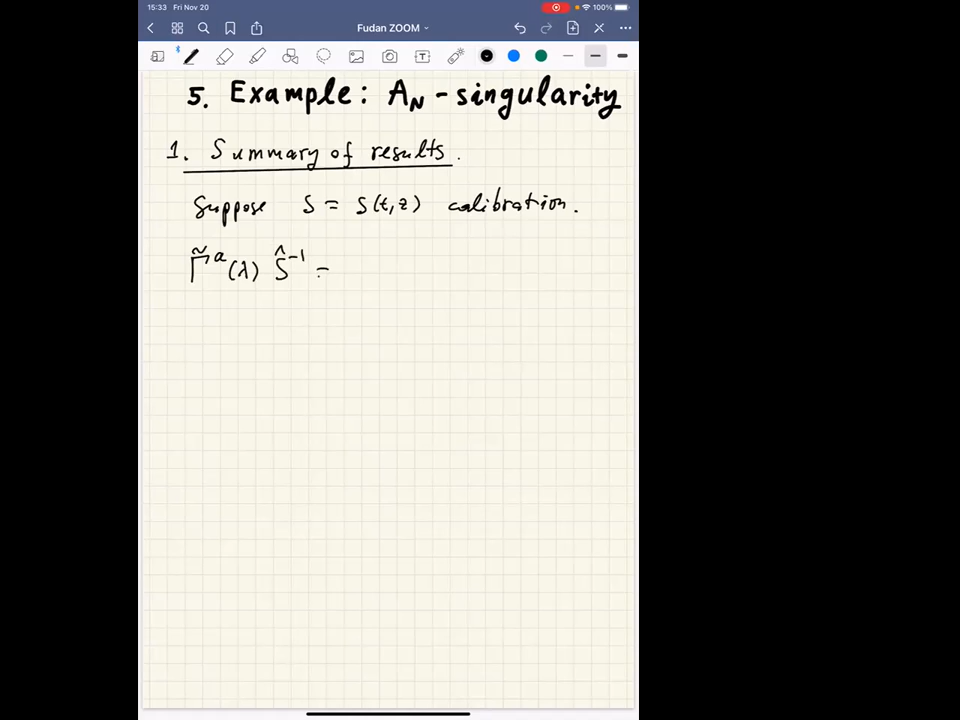 15:33 Fri Nov 20
100%
Fudan ZOOM
5. Example: A_N - singularity
1. Summary of results.
Suppose S = S(t,z) calibration.
Γ̃^a(λ) Ŝ^{-1} =